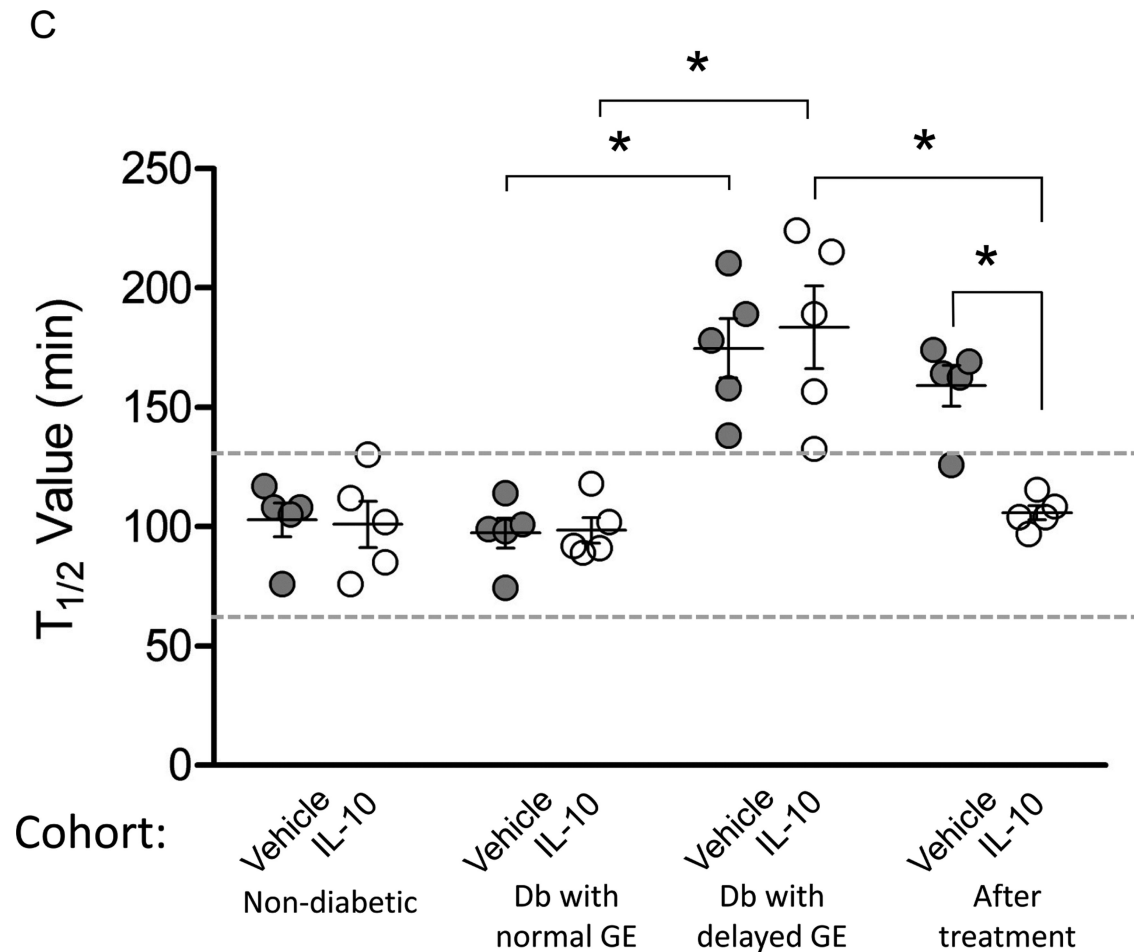 C
*
*
*
*
250
200
150
100
50
0
T1/2 Value (min)
Cohort:
Vehicle
IL-10
Vehicle
IL-10
Vehicle
IL-10
Vehicle
IL-10
Non-diabetic
Db with
normal GE
Db with
delayed GE
After
treatment